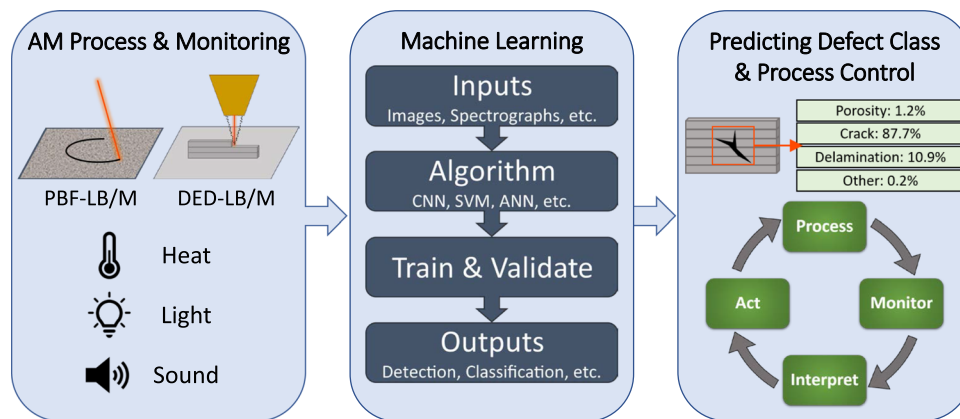 AM Process & Monitoring
PBF-LB/M
DED-LB/M
Heat
Light
Sound
Machine Learning
Inputs
Images, Spectrographs, etc.
Algorithm
CNN, SVM, ANN, etc.
Train & Validate
Outputs
Detection, Classification, etc.
Predicting Defect Class
& Process Control
Porosity: 1.2%
Crack: 87.7%
Delamination: 10.9%
Other: 0.2%
Process
Monitor
Interpret
Act